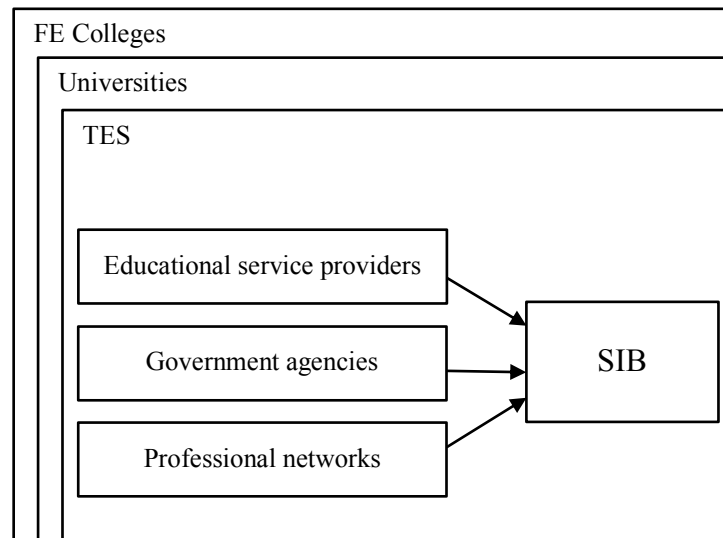 FE Colleges
Universities
TES
Educational service providers
Government agencies
SIB
Professional networks